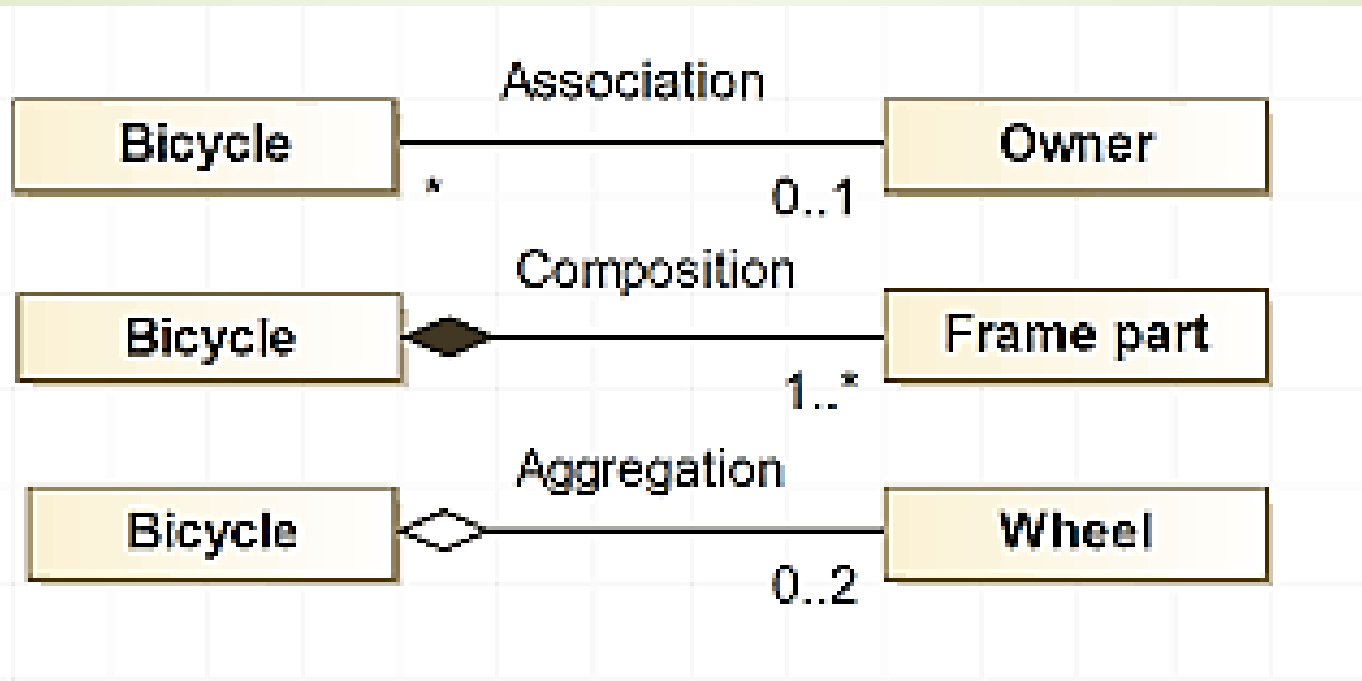 Association
Bicycle
Owner
*
0..1
Composition
Bicycle
Frame part
1..*
Aggregation
Bicycle
Wheel
0..2